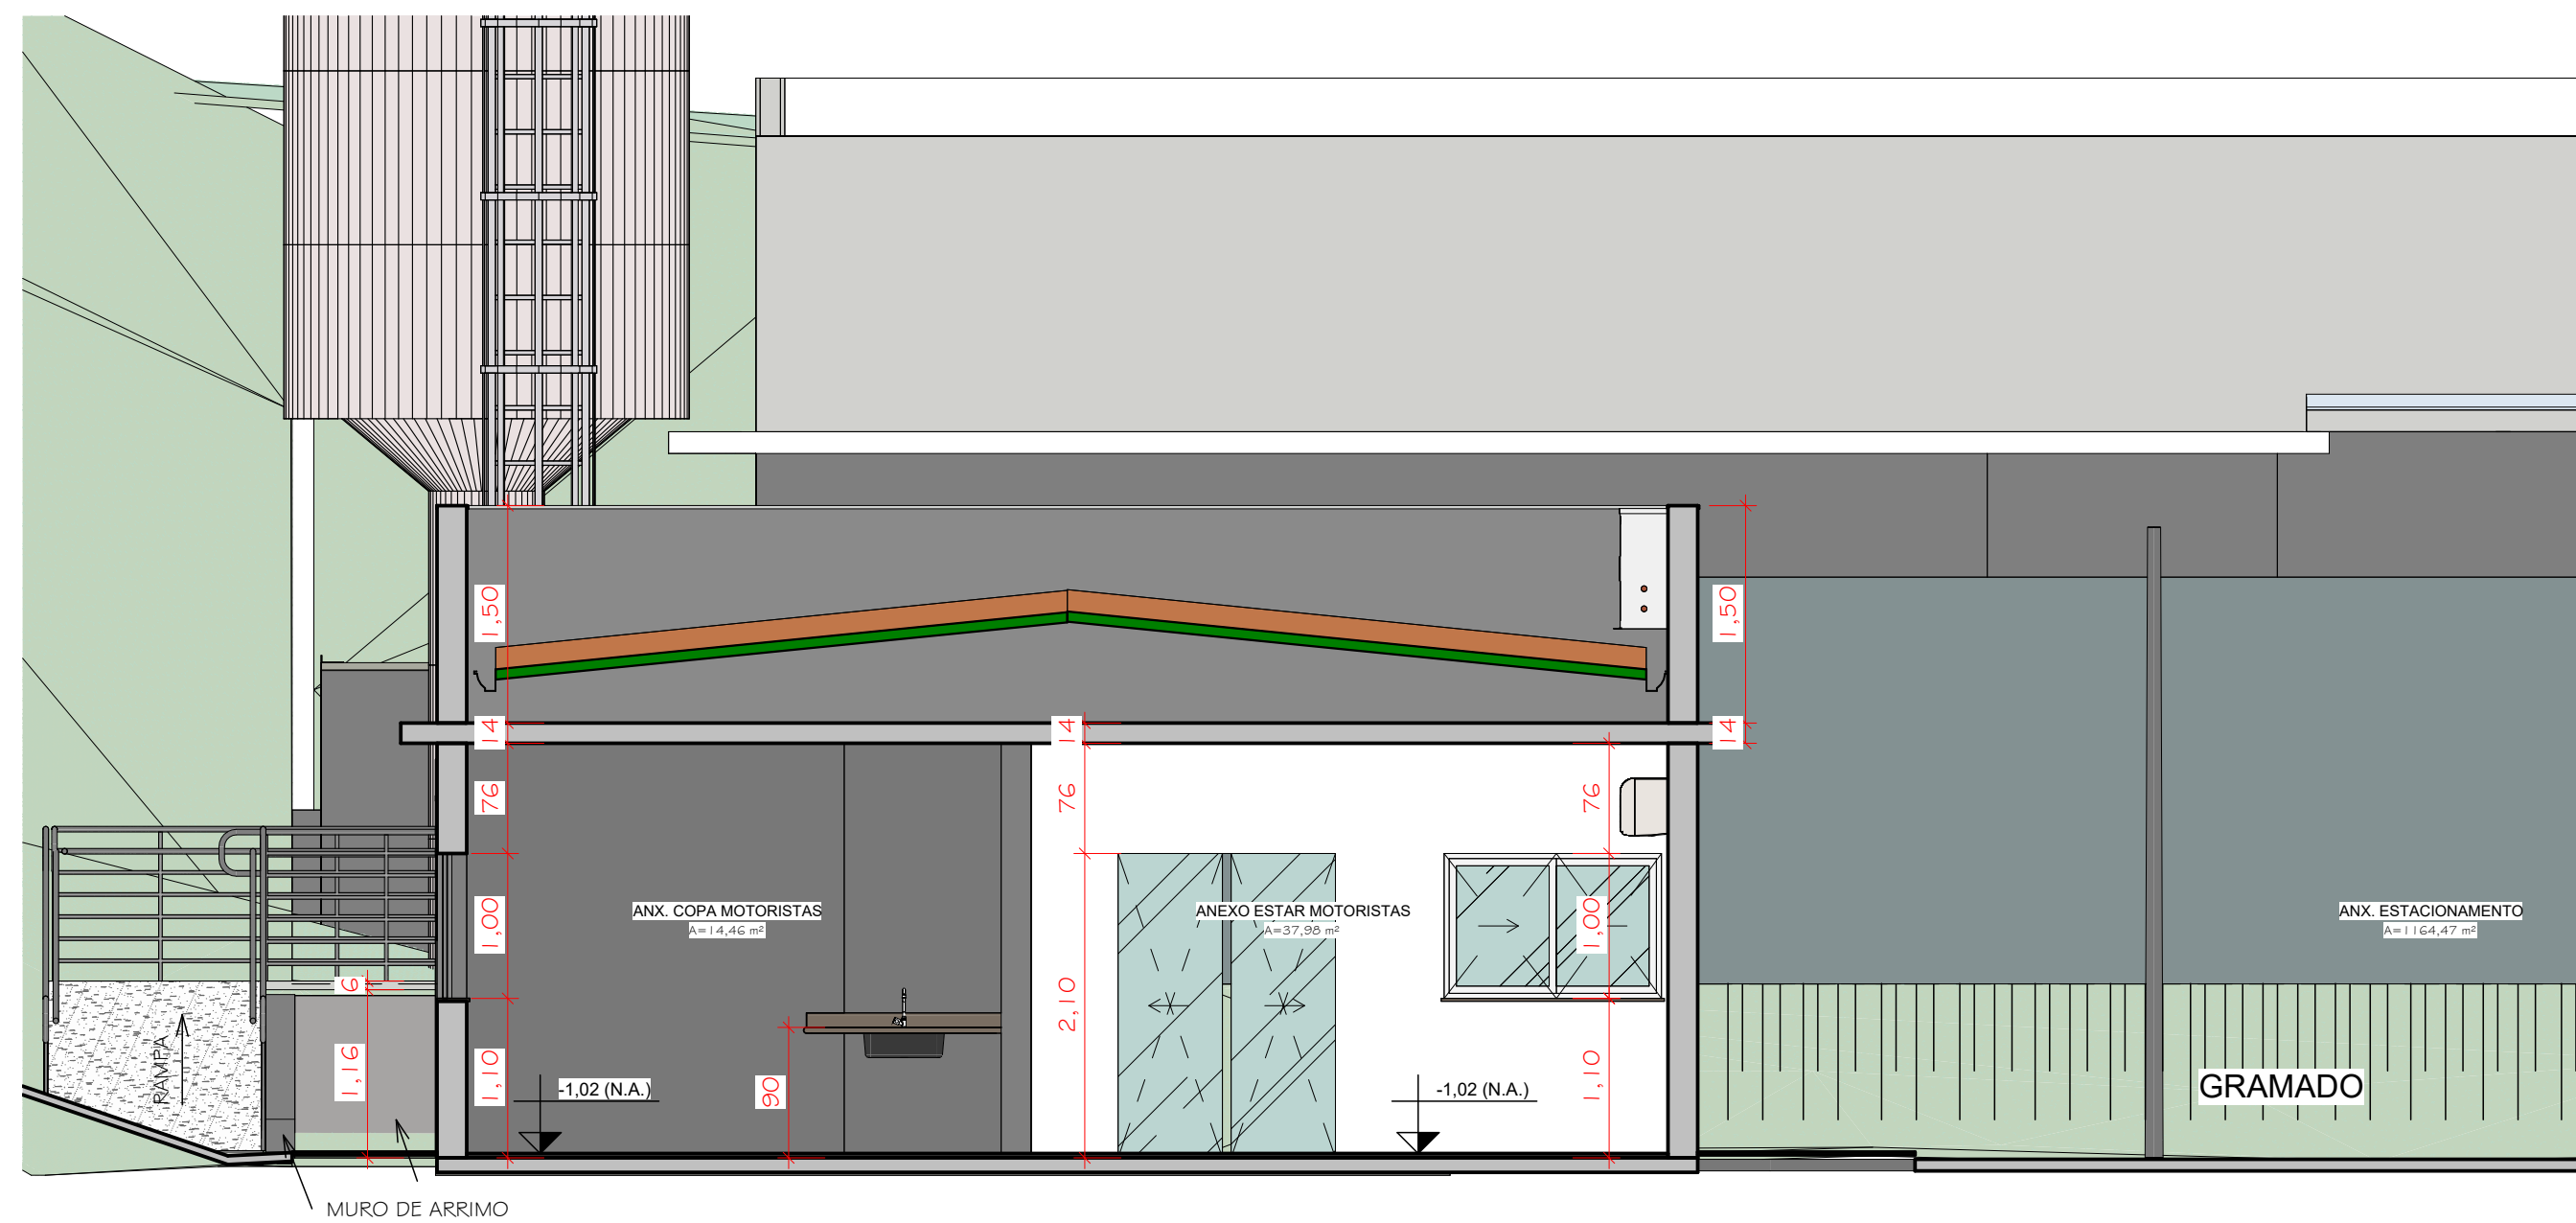 1,50
1,50
14
14
14
76
76
76
1,00
ANX. COPA MOTORISTAS
A=14,46 m²
ANEXO ESTAR MOTORISTAS
A=37,98 m²
1,00
ANX. ESTACIONAMENTO
A=1164,47 m²
6
2,10
RAMPA
1,16
1,10
-1,02 (N.A.)
90
-1,02 (N.A.)
1,10
GRAMADO
MURO DE ARRIMO